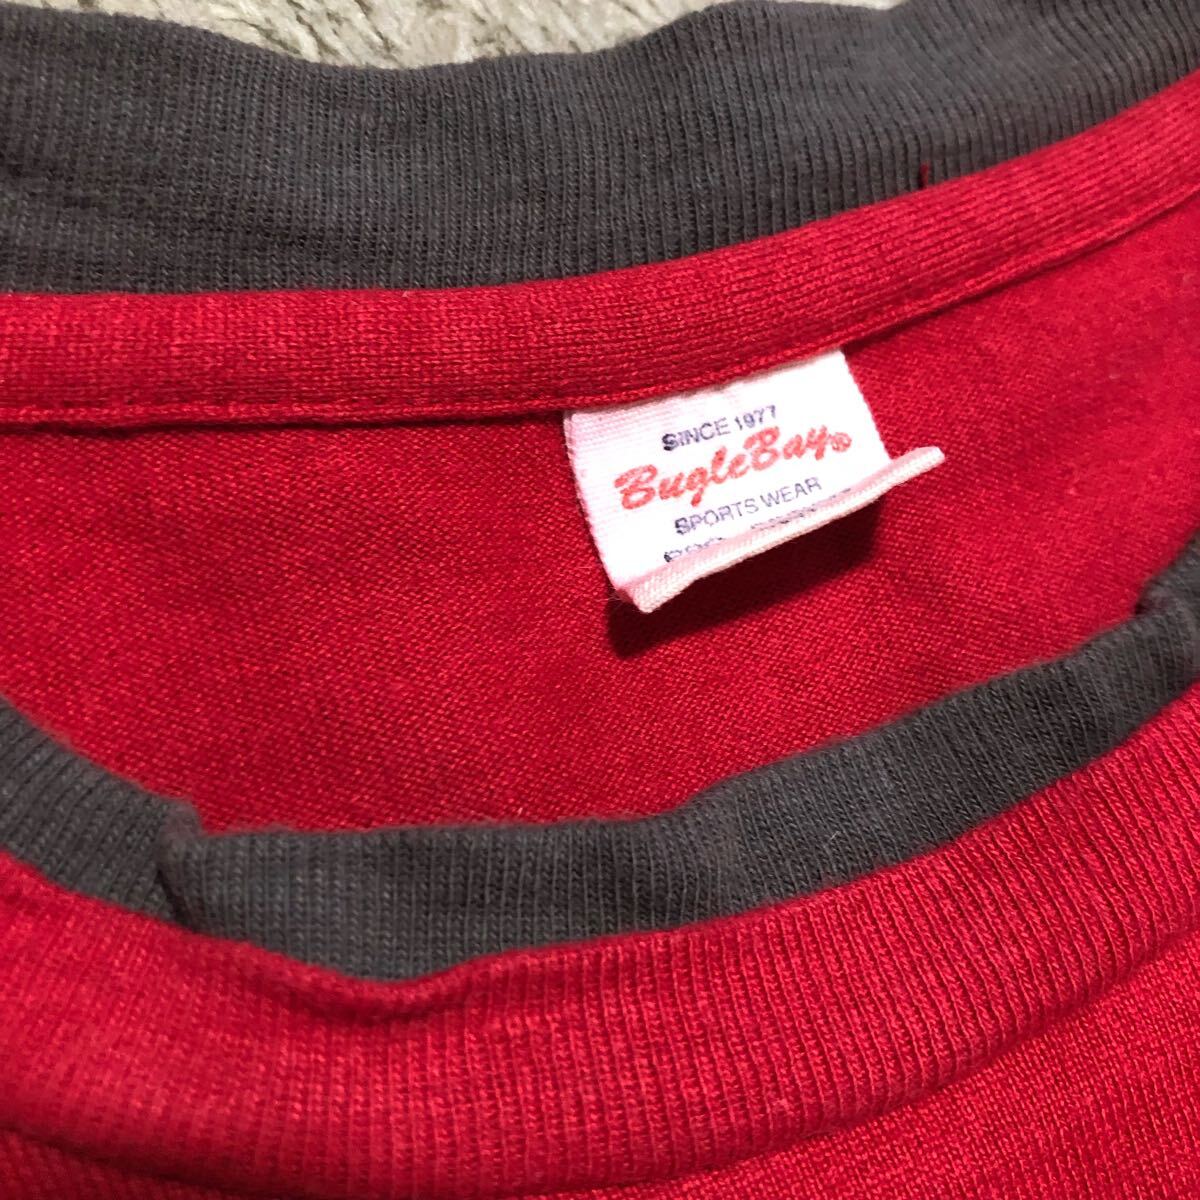 SINCE 1977
BugleBay®
SPORTS WEAR